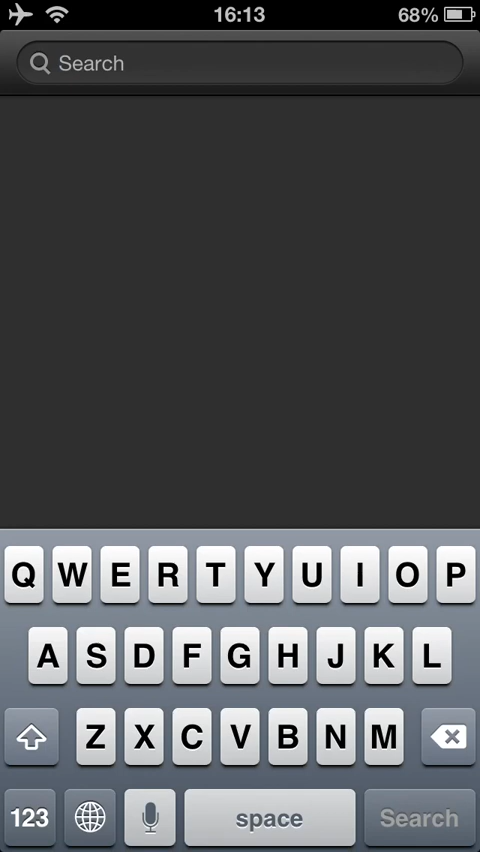 16:13 68%
Search
Q W E R T Y U I O P
A S D F G H J K L
Z X C V B N M
123 space Search